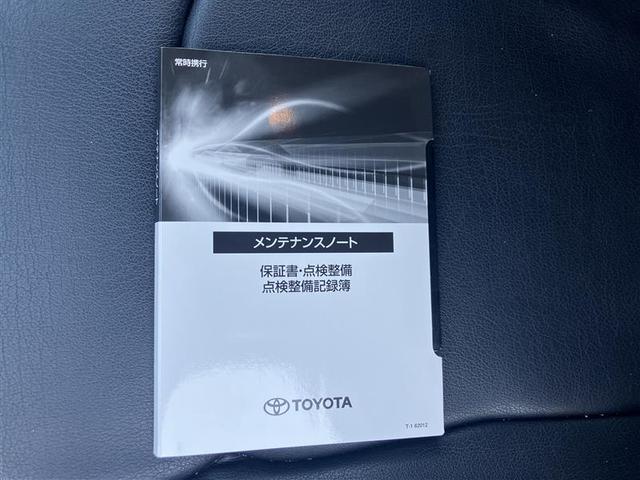 常時携行
メンテナンスノート
保証書・点検整備
点検整備記録簿
TOYOTA
T-1 62012